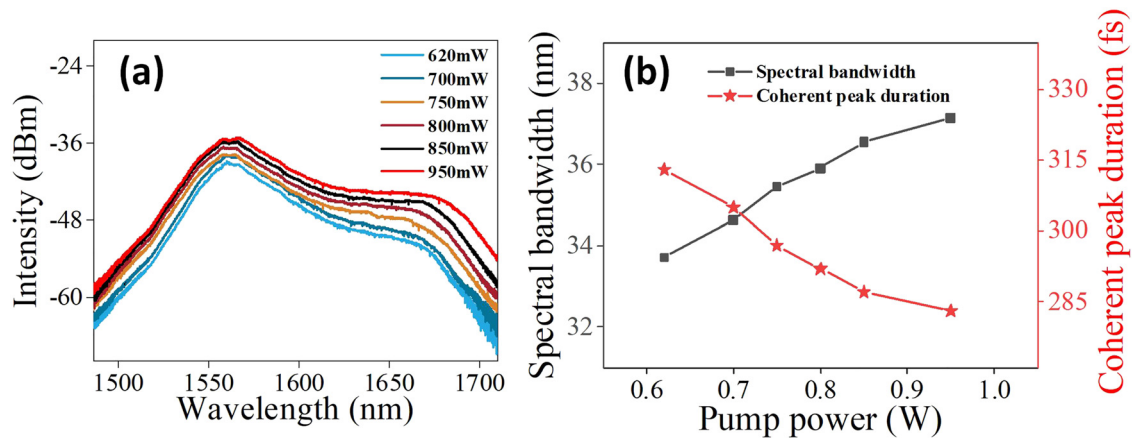 (a)
620mW
700mW
750mW
800mW
850mW
950mW
-24
-36
-48
-60
Intensity (dBm)
1500 1550 1600 1650 1700
Wavelength (nm)
(b)
Spectral bandwidth
Coherent peak duration
38
36
34
32
Spectral bandwidth (nm)
330
315
300
285
Coherent peak duration (fs)
0.6 0.7 0.8 0.9 1.0
Pump power (W)